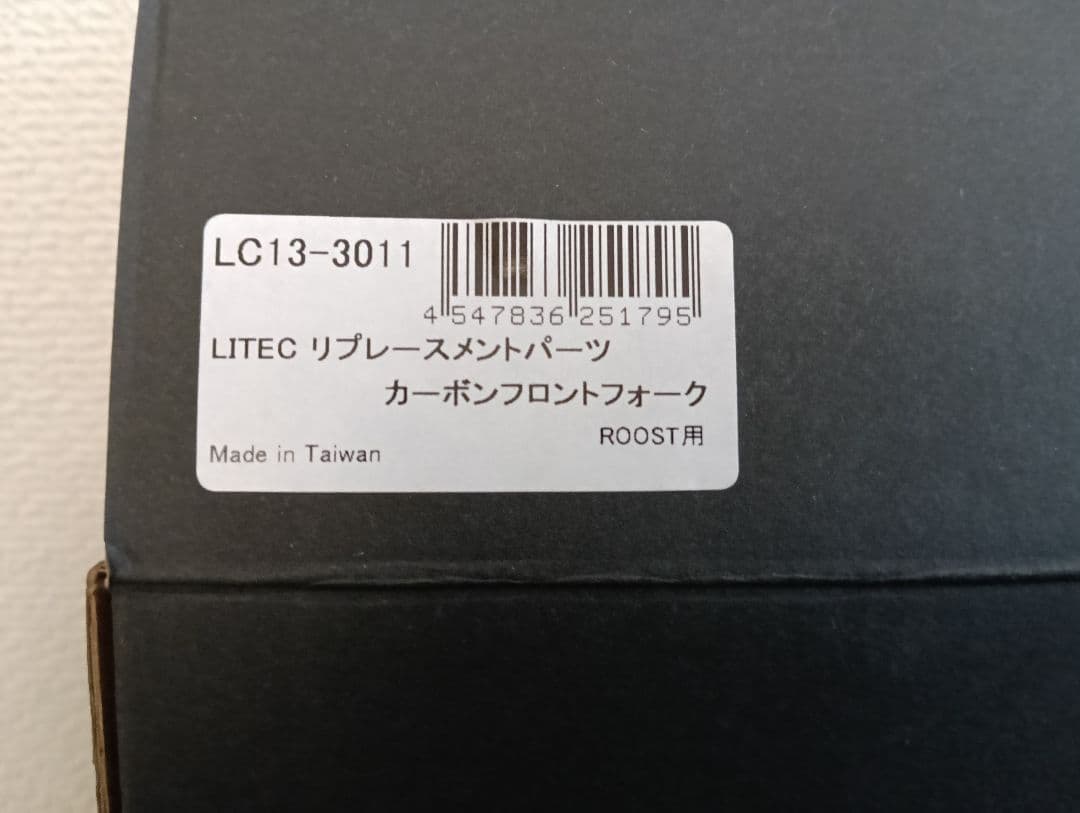 LC13-3011
4 547836 251795
LITEC リプレースメントパーツ
カーボンフロントフォーク
ROOST用
Made in Taiwan